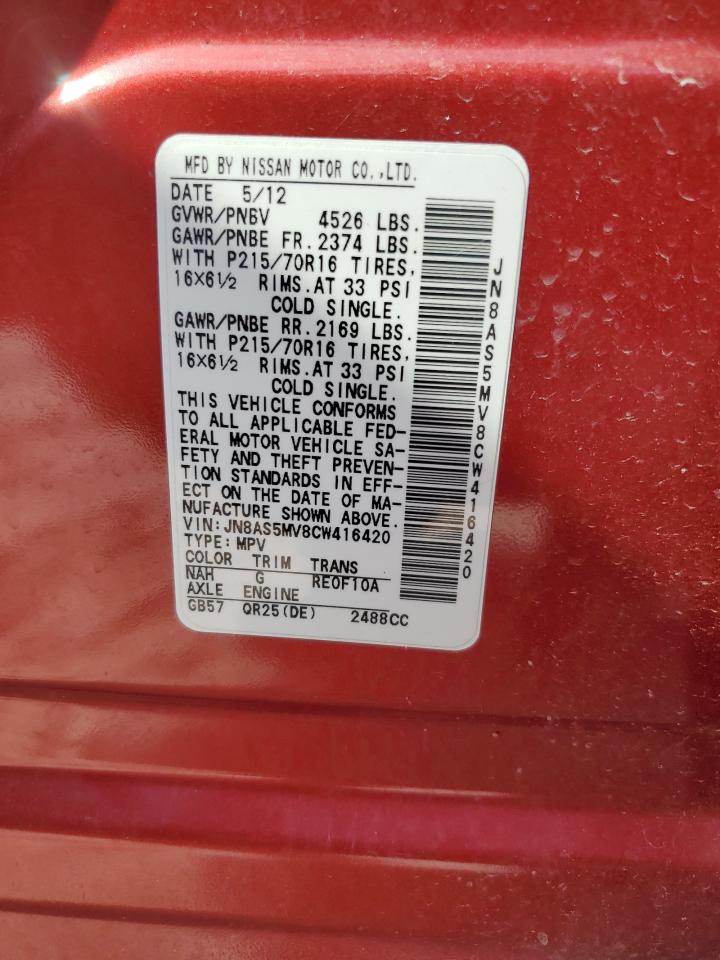 MFD BY NISSAN MOTOR CO.,LTD.
DATE 5/12
GVWR/PNBV 4526 LBS.
GAWR/PNBE FR. 2374 LBS.
WITH P215/70R16 TIRES,
16X6½ RIMS.AT 33 PSI
COLD SINGLE.
GAWR/PNBE RR. 2169 LBS.
WITH P215/70R16 TIRES,
16X6½ RIMS.AT 33 PSI
COLD SINGLE.
THIS VEHICLE CONFORMS
TO ALL APPLICABLE FED-
ERAL MOTOR VEHICLE SA-
FETY AND THEFT PREVEN-
TION STANDARDS IN EFF-
ECT ON THE DATE OF MA-
NUFACTURE SHOWN ABOVE.
VIN:JN8AS5MV8CW416420
TYPE:MPV
COLOR TRIM TRANS
NAH G RE0F10A
AXLE ENGINE
GB57 QR25(DE) 2488CC
JN8AS5MV8CW416420